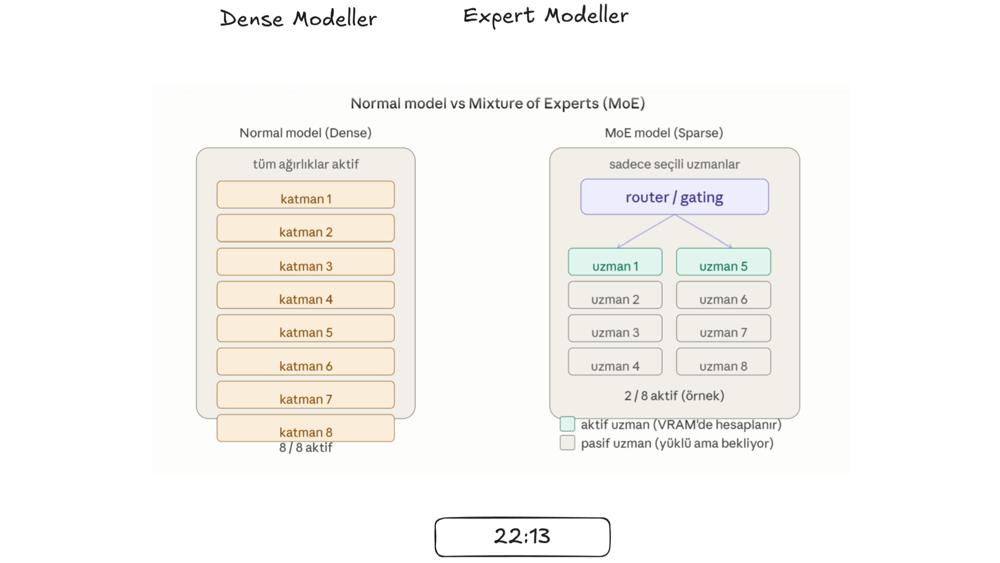 Dense Modeller
Expert Modeller
Normal model vs Mixture of Experts (MoE)
Normal model (Dense)
tüm ağırlıklar aktif
katman 1
katman 2
katman 3
katman 4
katman 5
katman 6
katman 7
katman 8
8 / 8 aktif
MoE model (Sparse)
sadece seçili uzmanlar
router / gating
uzman 1
uzman 5
uzman 2
uzman 6
uzman 3
uzman 7
uzman 4
uzman 8
2 / 8 aktif (örnek)
aktif uzman (VRAM'de hesaplanır)
pasif uzman (yüklü ama bekliyor)
22:13